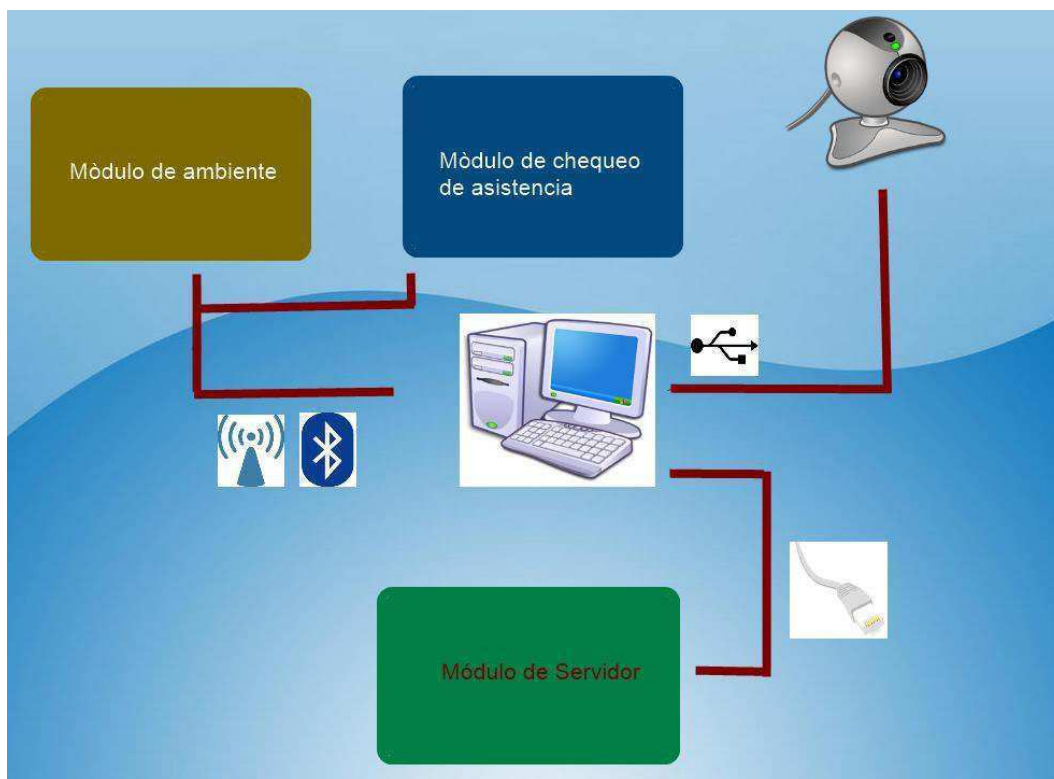 Mòdulo de ambiente
Mòdulo de chequeo
de asistencia
Módulo de Servidor